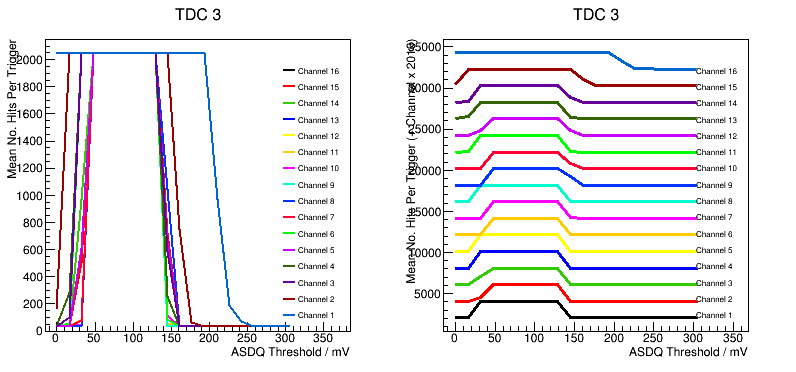 TDC 3
Mean No. Hits Per Trigger
2000
1800
1600
1400
1200
1000
800
600
400
200
0
0 50 100 150 200 250 300 350
ASDQ Threshold / mV
Channel 16
Channel 15
Channel 14
Channel 13
Channel 12
Channel 11
Channel 10
Channel 9
Channel 8
Channel 7
Channel 6
Channel 5
Channel 4
Channel 3
Channel 2
Channel 1
TDC 3
Mean No. Hits Per Trigger (+ Channel x
35000
30000
25000
20000
15000
10000
5000
0 50 100 150 200 250 300 350
ASDQ Threshold / mV
Channel 16
Channel 15
Channel 14
Channel 13
Channel 12
Channel 11
Channel 10
Channel 9
Channel 8
Channel 7
Channel 6
Channel 5
Channel 4
Channel 3
Channel 2
Channel 1